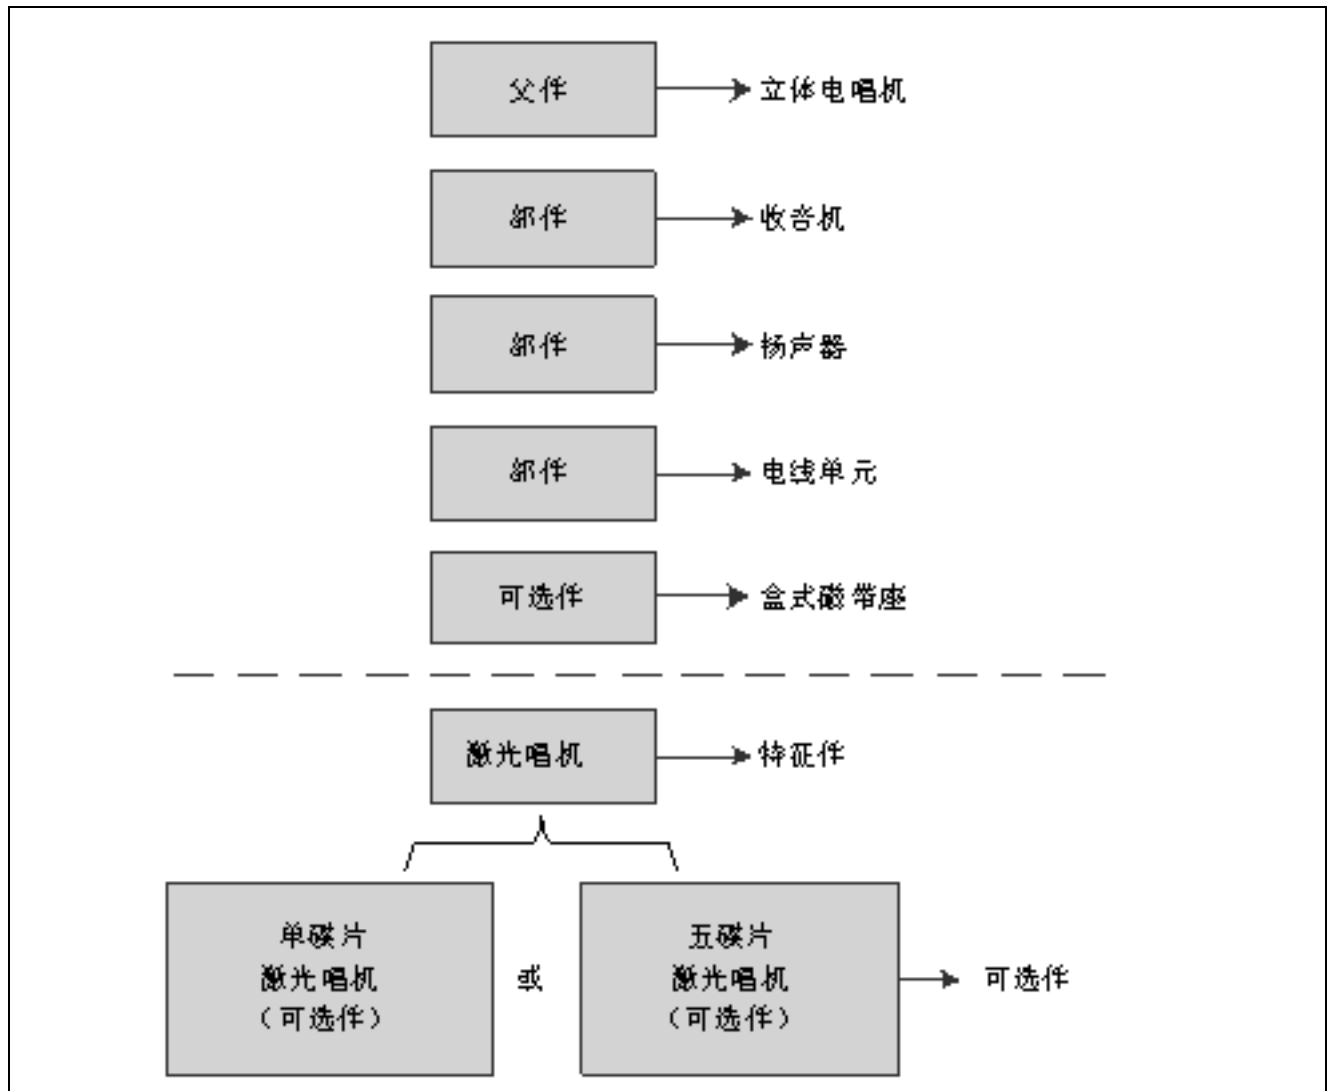 父件 立体电唱机
部件 收音机
部件 扬声器
部件 电线单元
可选件 盒式磁带座
激光唱机 特征件
单碟片
激光唱机
（可选件）
或
五碟片
激光唱机
（可选件）
可选件